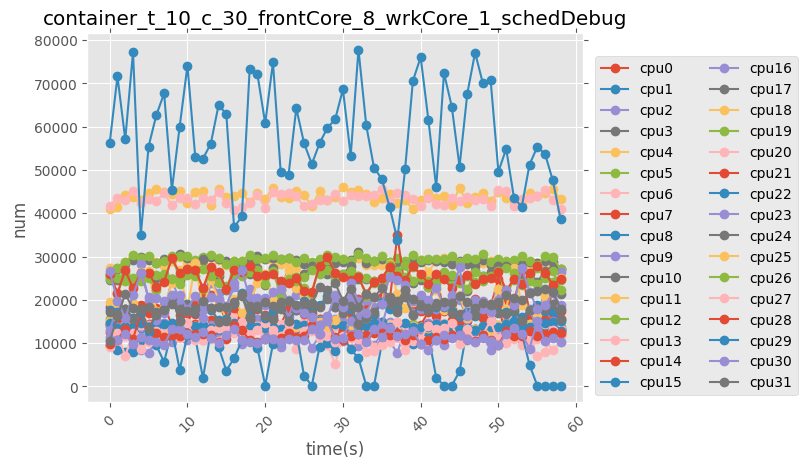 container_t_10_c_30_frontCore_8_wrkCore_1_schedDebug
80000
70000
60000
50000
40000
30000
20000
10000
0
num
0
10
20
30
40
50
60
time(s)
cpu0
cpu1
cpu2
cpu3
cpu4
cpu5
cpu6
cpu7
cpu8
cpu9
cpu10
cpu11
cpu12
cpu13
cpu14
cpu15
cpu16
cpu17
cpu18
cpu19
cpu20
cpu21
cpu22
cpu23
cpu24
cpu25
cpu26
cpu27
cpu28
cpu29
cpu30
cpu31